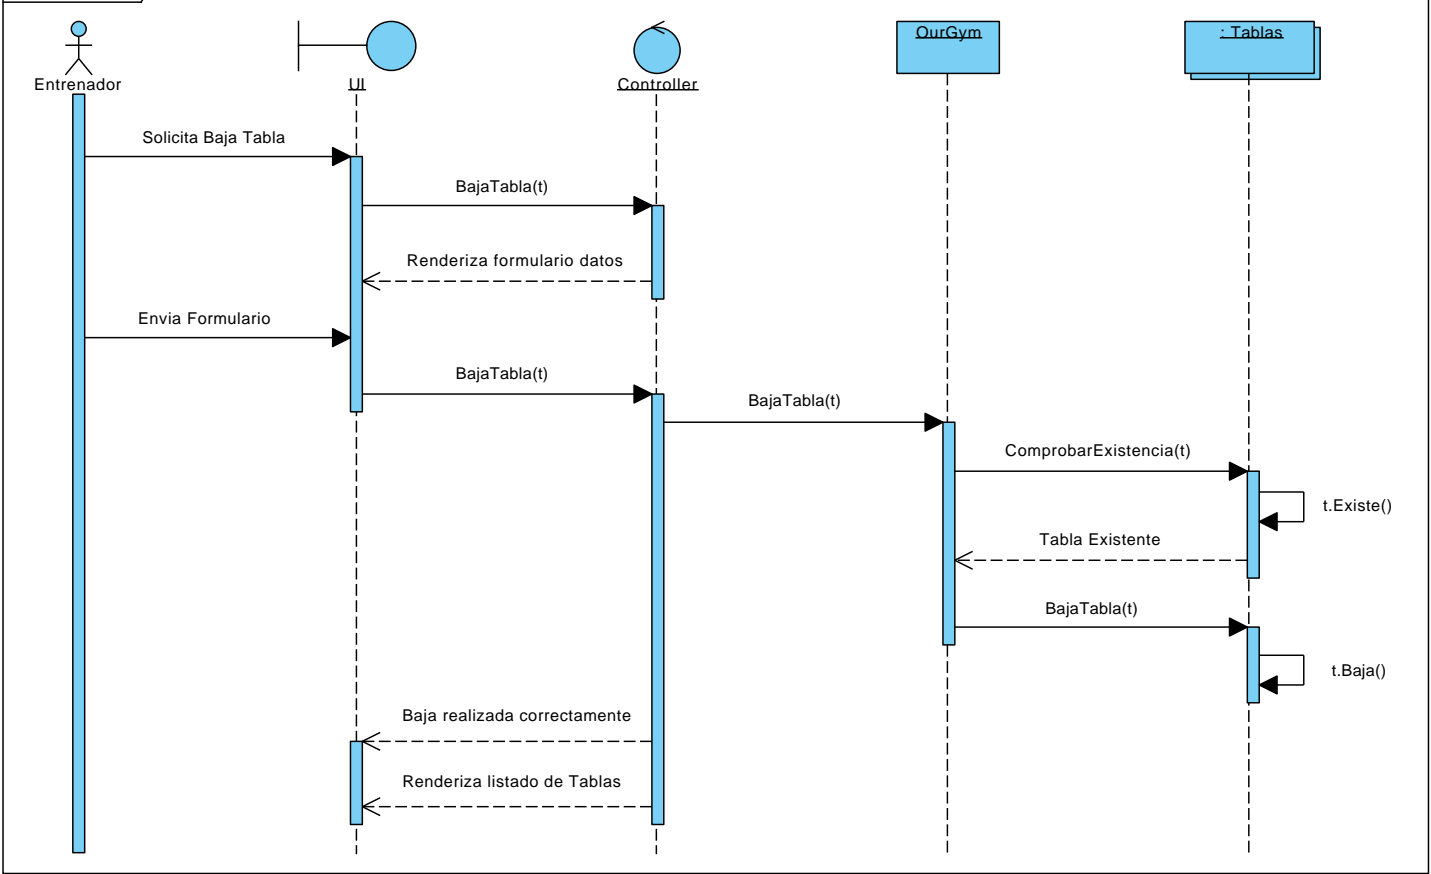 OurGym
: Tablas
Entrenador
UI
Controller
Solicita Baja Tabla
BajaTabla(t)
Renderiza formulario datos
Envia Formulario
BajaTabla(t)
BajaTabla(t)
ComprobarExistencia(t)
t.Existe()
Tabla Existente
BajaTabla(t)
t.Baja()
Baja realizada correctamente
Renderiza listado de Tablas